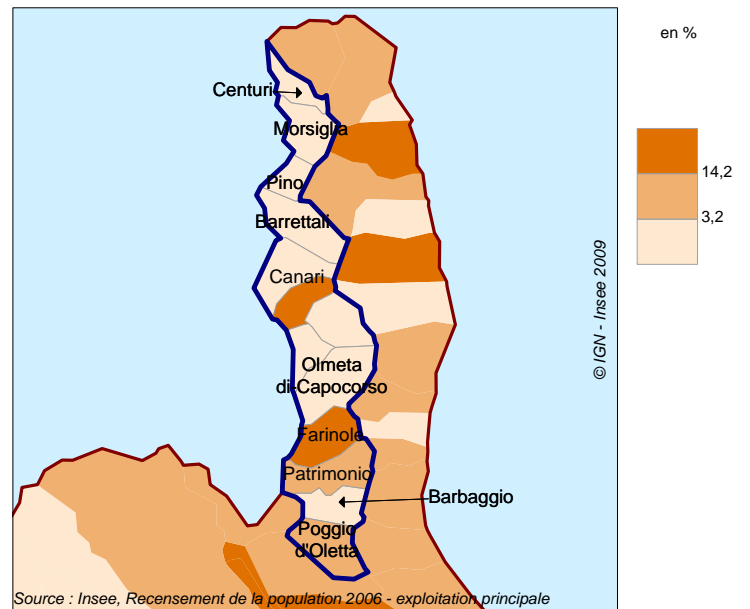 en %
14,2
3,2
Centuri
Morsiglia
Pino
Barrettali
Canari
Olmeta
di-Capocorso
Farinole
Patrimonio
Barbaggio
Poggio
d'Oletta
© IGN - Insee 2009
Source : Insee, Recensement de la population 2006 - exploitation principale